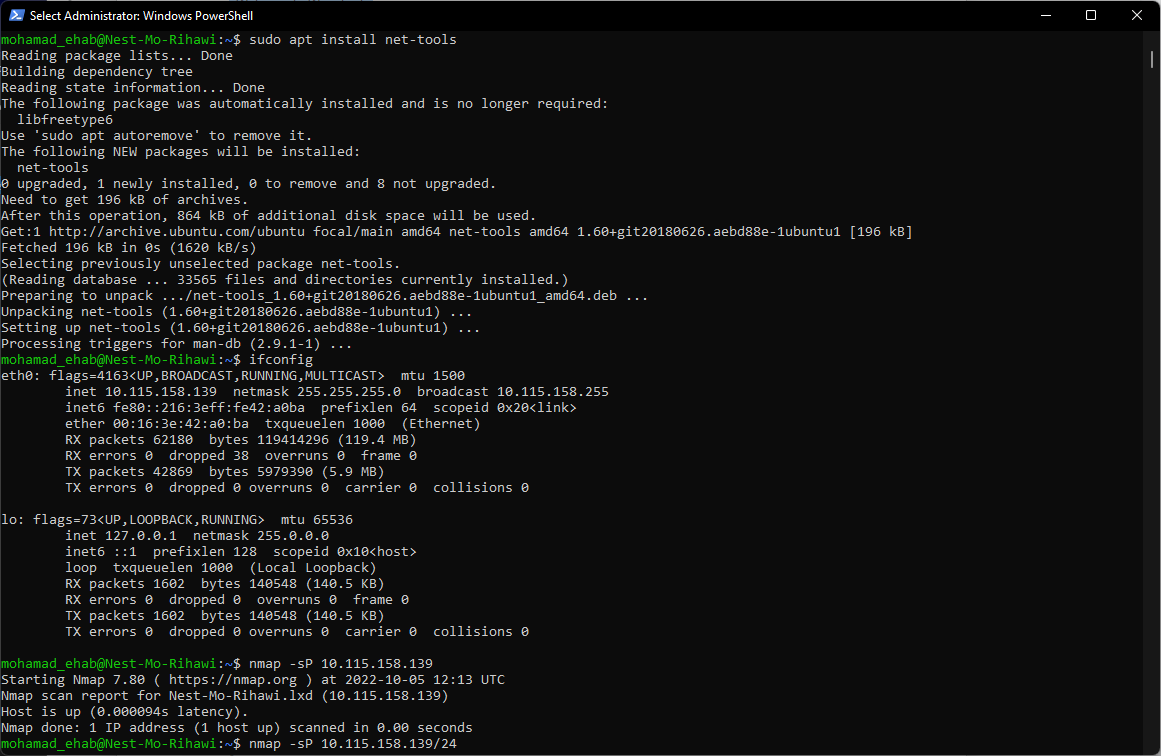 Select Administrator: Windows PowerShell
mohamad_ehab@Nest-Mo-Rihawi:~$ sudo apt install net-tools
Reading package lists... Done
Building dependency tree
Reading state information... Done
The following package was automatically installed and is no longer required:
  libfreetype6
Use 'sudo apt autoremove' to remove it.
The following NEW packages will be installed:
  net-tools
0 upgraded, 1 newly installed, 0 to remove and 8 not upgraded.
Need to get 196 kB of archives.
After this operation, 864 kB of additional disk space will be used.
Get:1 http://archive.ubuntu.com/ubuntu focal/main amd64 net-tools amd64 1.60+git20180626.aebd88e-1ubuntu1 [196 kB]
Fetched 196 kB in 0s (1620 kB/s)
Selecting previously unselected package net-tools.
(Reading database ... 33565 files and directories currently installed.)
Preparing to unpack .../net-tools_1.60+git20180626.aebd88e-1ubuntu1_amd64.deb ...
Unpacking net-tools (1.60+git20180626.aebd88e-1ubuntu1) ...
Setting up net-tools (1.60+git20180626.aebd88e-1ubuntu1) ...
Processing triggers for man-db (2.9.1-1) ...
mohamad_ehab@Nest-Mo-Rihawi:~$ ifconfig
eth0: flags=4163<UP,BROADCAST,RUNNING,MULTICAST>  mtu 1500
        inet 10.115.158.139  netmask 255.255.255.0  broadcast 10.115.158.255
        inet6 fe80::216:3eff:fe42:a0ba  prefixlen 64  scopeid 0x20<link>
        ether 00:16:3e:42:a0:ba  txqueuelen 1000  (Ethernet)
        RX packets 62180  bytes 119414296 (119.4 MB)
        RX errors 0  dropped 38  overruns 0  frame 0
        TX packets 42869  bytes 5979390 (5.9 MB)
        TX errors 0  dropped 0 overruns 0  carrier 0  collisions 0

lo: flags=73<UP,LOOPBACK,RUNNING>  mtu 65536
        inet 127.0.0.1  netmask 255.0.0.0
        inet6 ::1  prefixlen 128  scopeid 0x10<host>
        loop  txqueuelen 1000  (Local Loopback)
        RX packets 1602  bytes 140548 (140.5 KB)
        RX errors 0  dropped 0  overruns 0  frame 0
        TX packets 1602  bytes 140548 (140.5 KB)
        TX errors 0  dropped 0 overruns 0  carrier 0  collisions 0

mohamad_ehab@Nest-Mo-Rihawi:~$ nmap -sP 10.115.158.139
Starting Nmap 7.80 ( https://nmap.org ) at 2022-10-05 12:13 UTC
Nmap scan report for Nest-Mo-Rihawi.lxd (10.115.158.139)
Host is up (0.000094s latency).
Nmap done: 1 IP address (1 host up) scanned in 0.00 seconds
mohamad_ehab@Nest-Mo-Rihawi:~$ nmap -sP 10.115.158.139/24